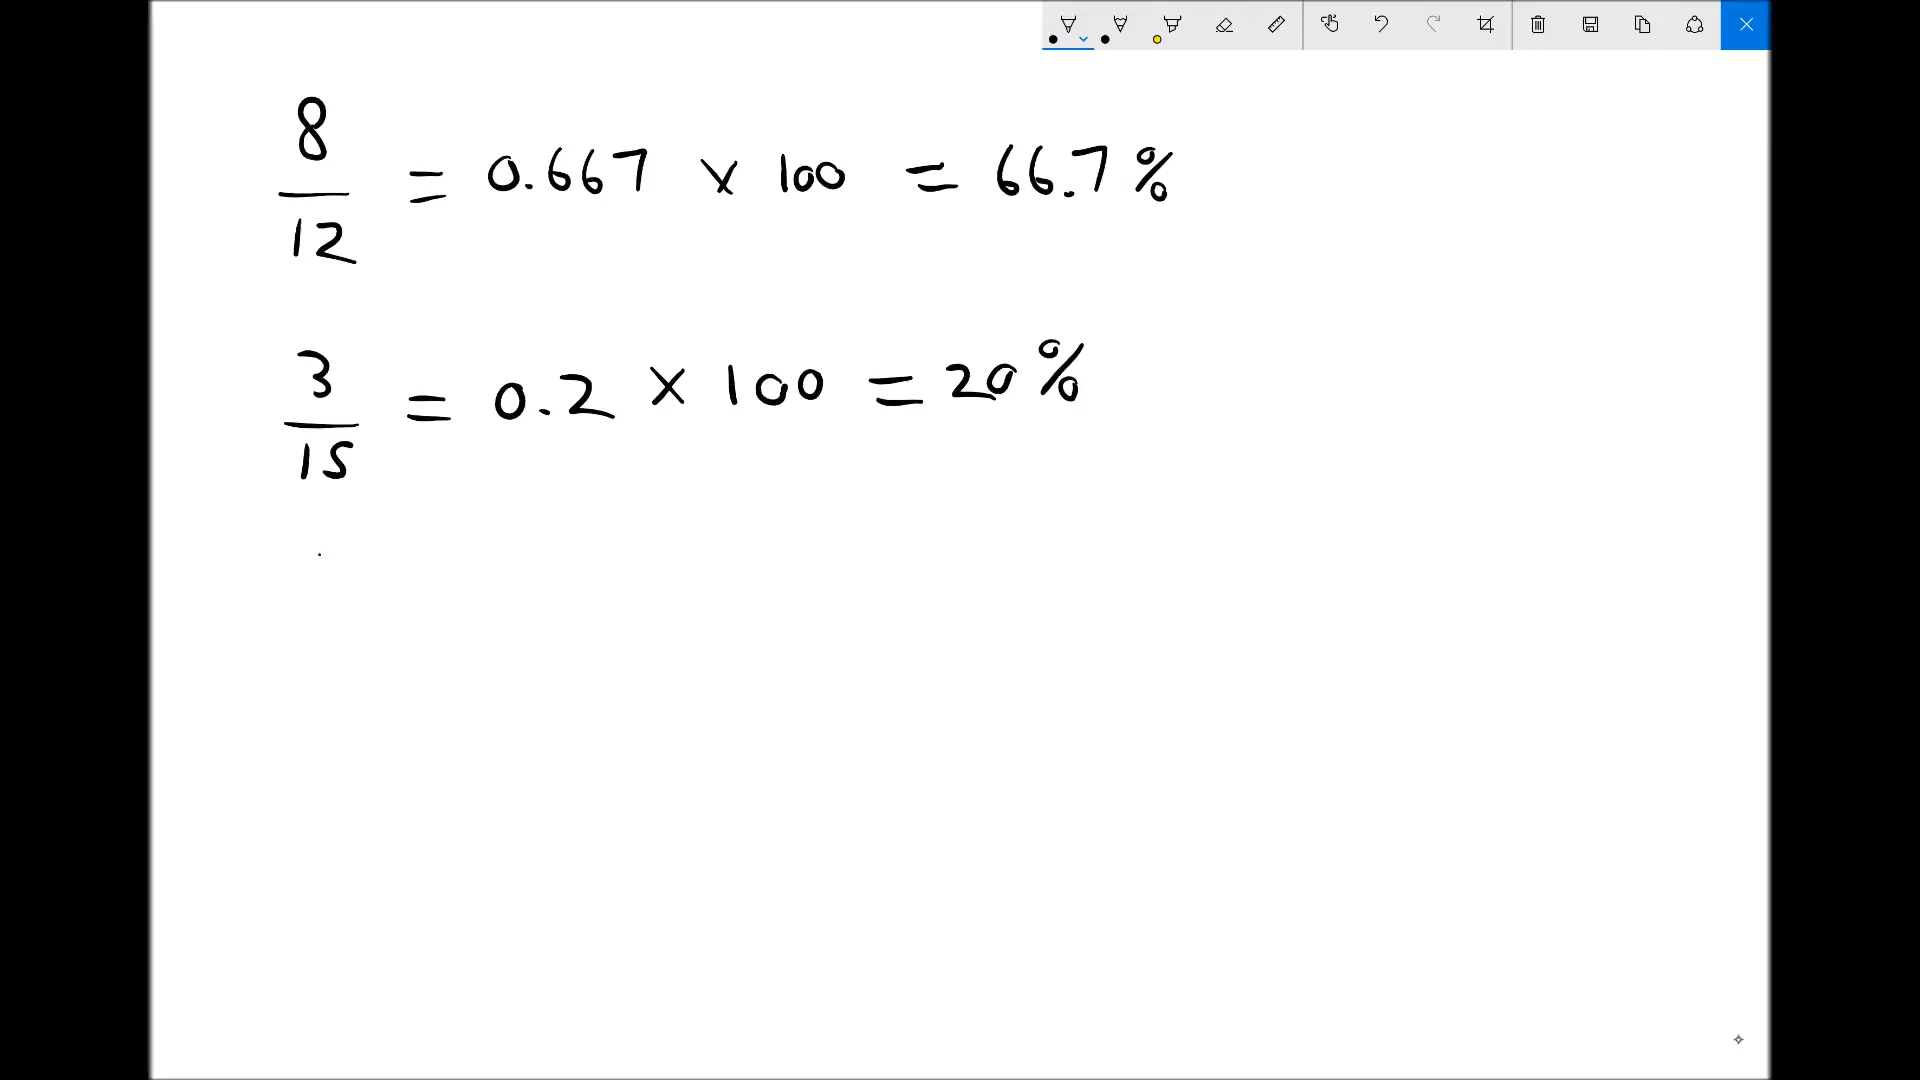 8/12 = 0.667 x 100 = 66.7%
3/15 = 0.2 x 100 = 20%